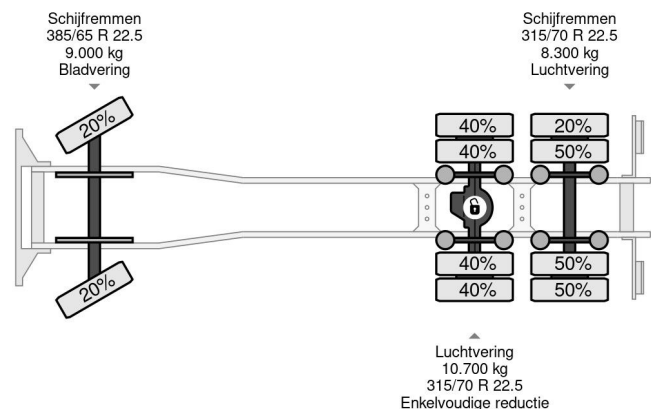 Schijfremmen
385/65 R 22.5
9.000 kg
Bladvering
Schijfremmen
315/70 R 22.5
8.300 kg
Luchtvering
20%
40%
20%
40%
50%
40%
50%
20%
40%
50%
Luchtvering
10.700 kg
315/70 R 22.5
Enkelvoudige reductie